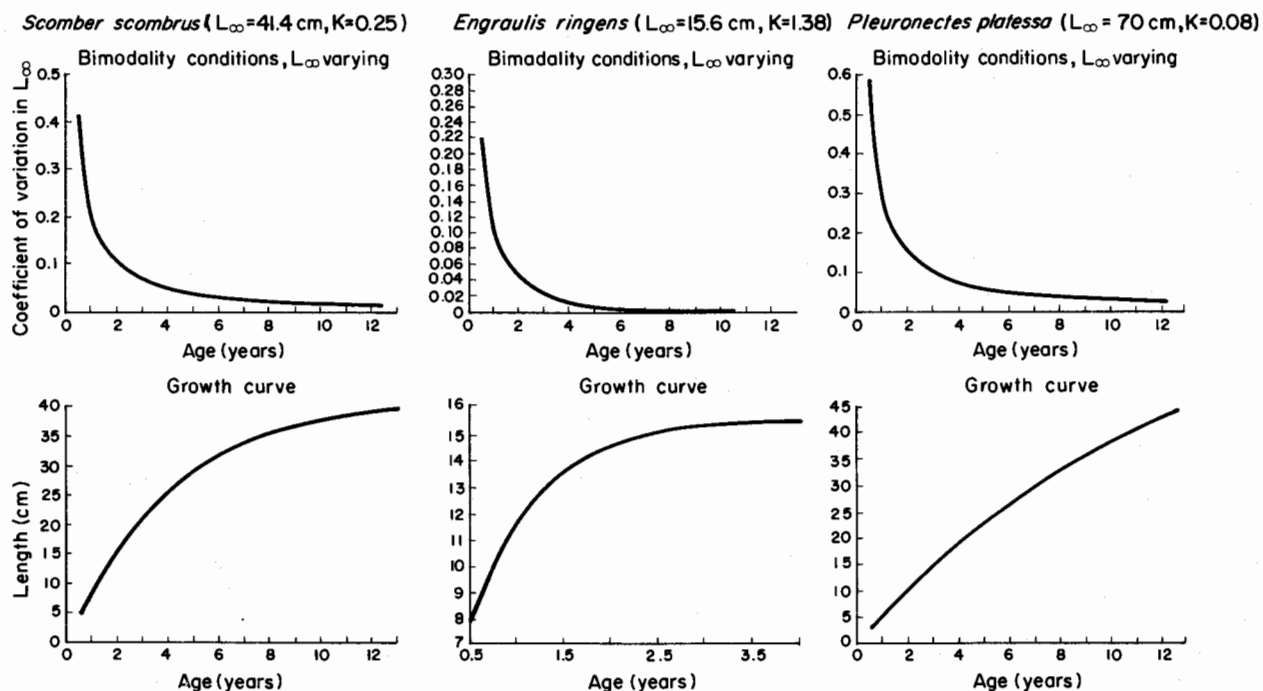 Scomber scombrus (L∞=41.4 cm, K=0.25)
Engraulis ringens (L∞=15.6 cm, K=1.38)
Pleuronectes platessa (L∞ = 70 cm, K=0.08)
Bimodality conditions, L∞ varying
Coefficient of variation in L∞
0.5
0.4
0.3
0.2
0.1
0
0 2 4 6 8 10 12
Age (years)
Bimodality conditions, L∞ varying
0.30
0.28
0.26
0.24
0.22
0.20
0.18
0.16
0.14
0.12
0.10
0.08
0.06
0.04
0.02
0 2 4 6 8 10 12
Age (years)
Bimodolity conditions, L∞ varying
0.6
0.5
0.4
0.3
0.2
0.1
0
0 2 4 6 8 10 12
Age (years)
Growth curve
Length (cm)
40
35
30
25
20
15
10
5
0
0 2 4 6 8 10 12
Age (years)
Growth curve
16
15
14
13
12
11
10
9
8
7
0.5 1.5 2.5 3.5
Age (years)
Growth curve
45
40
35
30
25
20
15
10
5
0
0 2 4 6 8 10 12
Age (years)